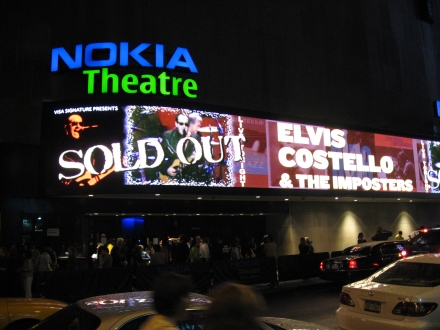 NOKIA
Theatre
VISA SIGNATURE PRESENTS
SOLD OUT
ELVIS
COSTELLO
& THE IMPOSTERS